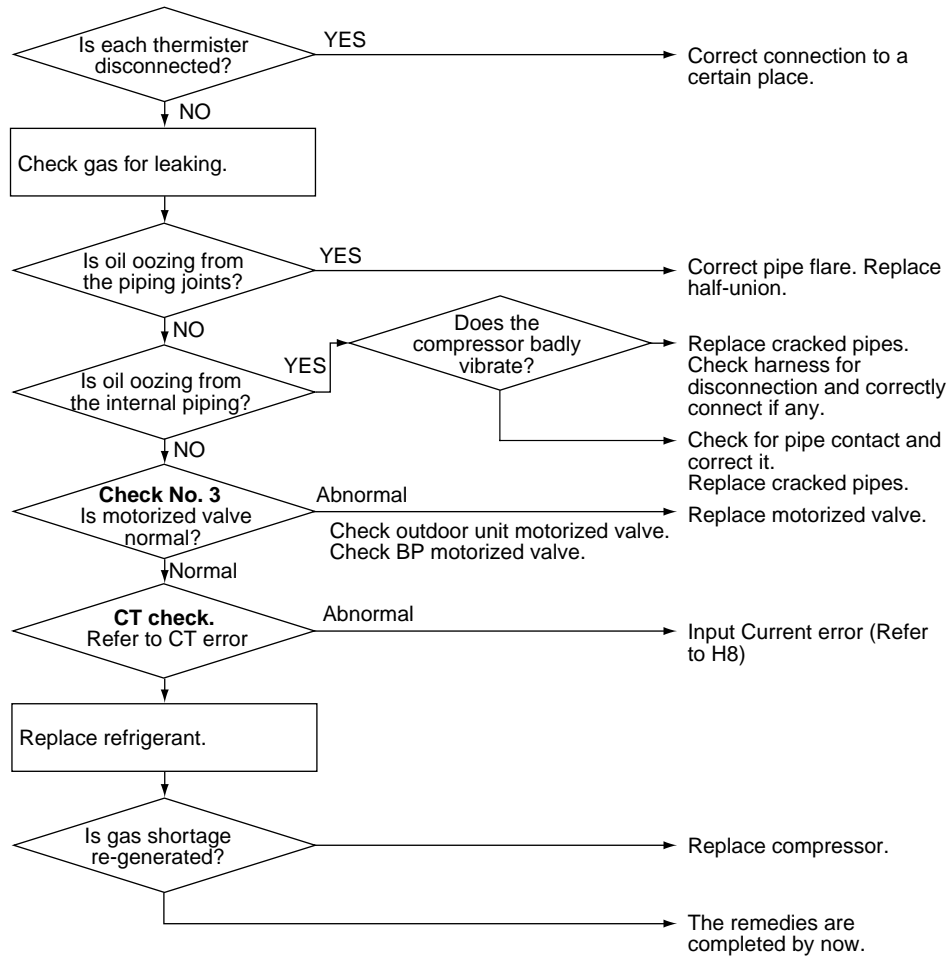 Is each thermister
disconnected?
YES
Correct connection to a
certain place.
NO
Check gas for leaking.
Is oil oozing from
the piping joints?
YES
Correct pipe flare. Replace
half-union.
NO
Is oil oozing from
the internal piping?
YES
Does the
compressor badly
vibrate?
Replace cracked pipes.
Check harness for
disconnection and correctly
connect if any.
Check for pipe contact and
correct it.
Replace cracked pipes.
NO
Check No. 3
Is motorized valve
normal?
Abnormal
Check outdoor unit motorized valve.
Check BP motorized valve.
Replace motorized valve.
Normal
CT check.
Refer to CT error
Abnormal
Input Current error (Refer
to H8)
Replace refrigerant.
Is gas shortage
re-generated?
Replace compressor.
The remedies are
completed by now.